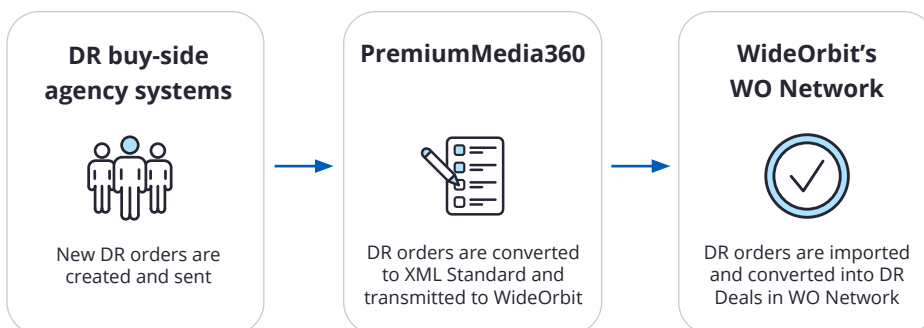 DR buy-side
agency systems
New DR orders are
created and sent
PremiumMedia360
DR orders are converted
to XML Standard and
transmitted to WideOrbit
WideOrbit’s
WO Network
DR orders are imported
and converted into DR
Deals in WO Network